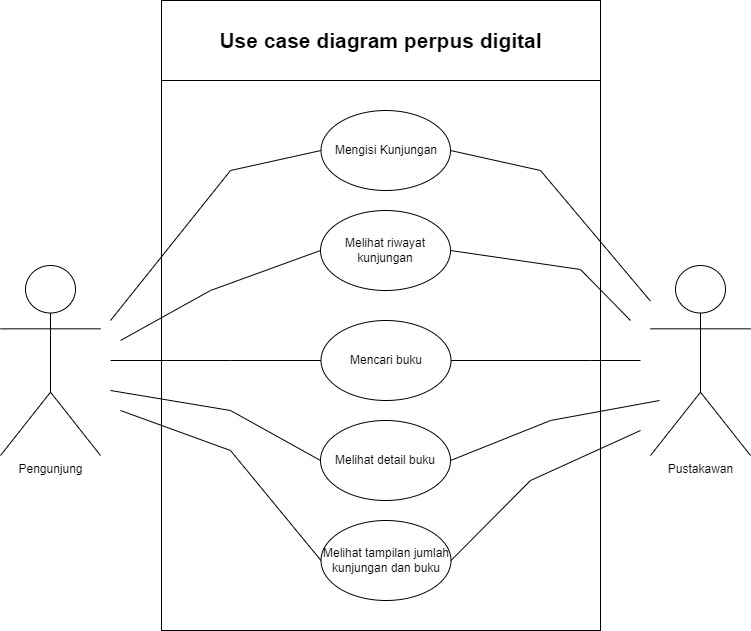 Use case diagram perpus digital
Mengisi Kunjungan
Melihat riwayat
kunjungan
Mencari buku
Melihat detail buku
Melihat tampilan jumlah
kunjungan dan buku
Pengunjung
Pustakawan